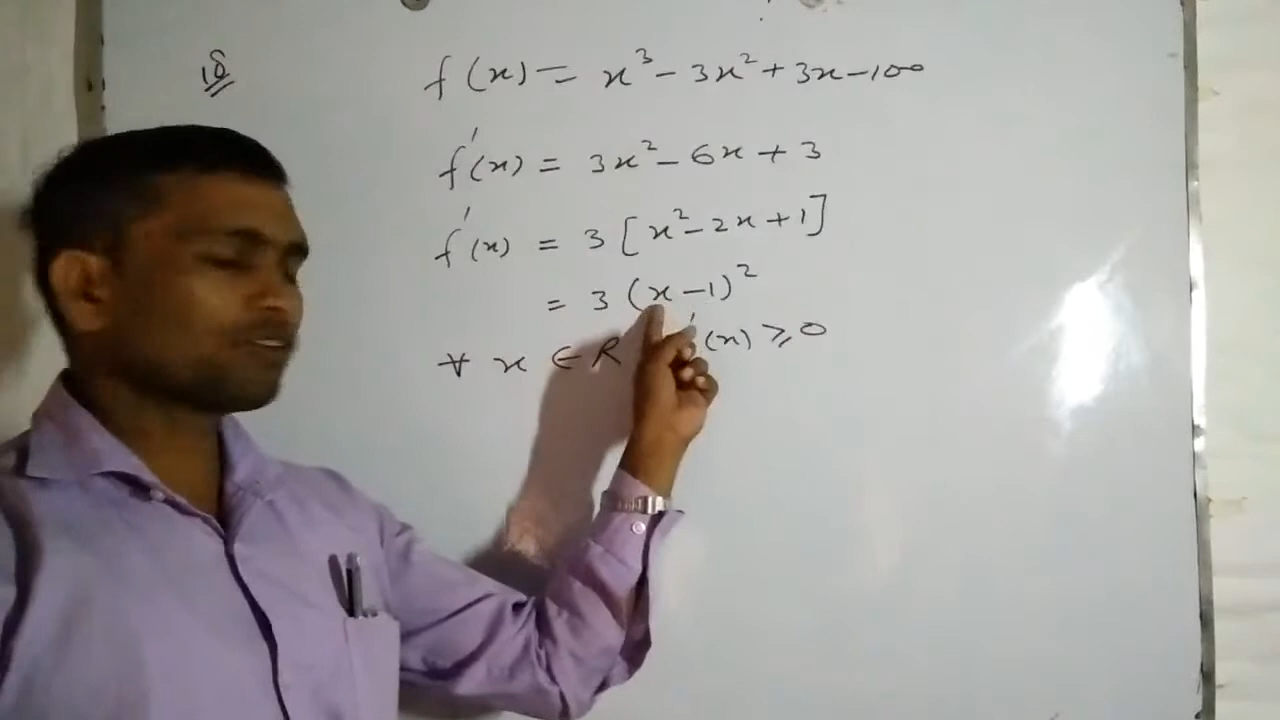 18
f(x) = x³ - 3x² + 3x - 100
f'(x) = 3x² - 6x + 3
f'(x) = 3[x² - 2x + 1]
= 3(x - 1)²
∀ x ∈ R '(x) ≥ 0